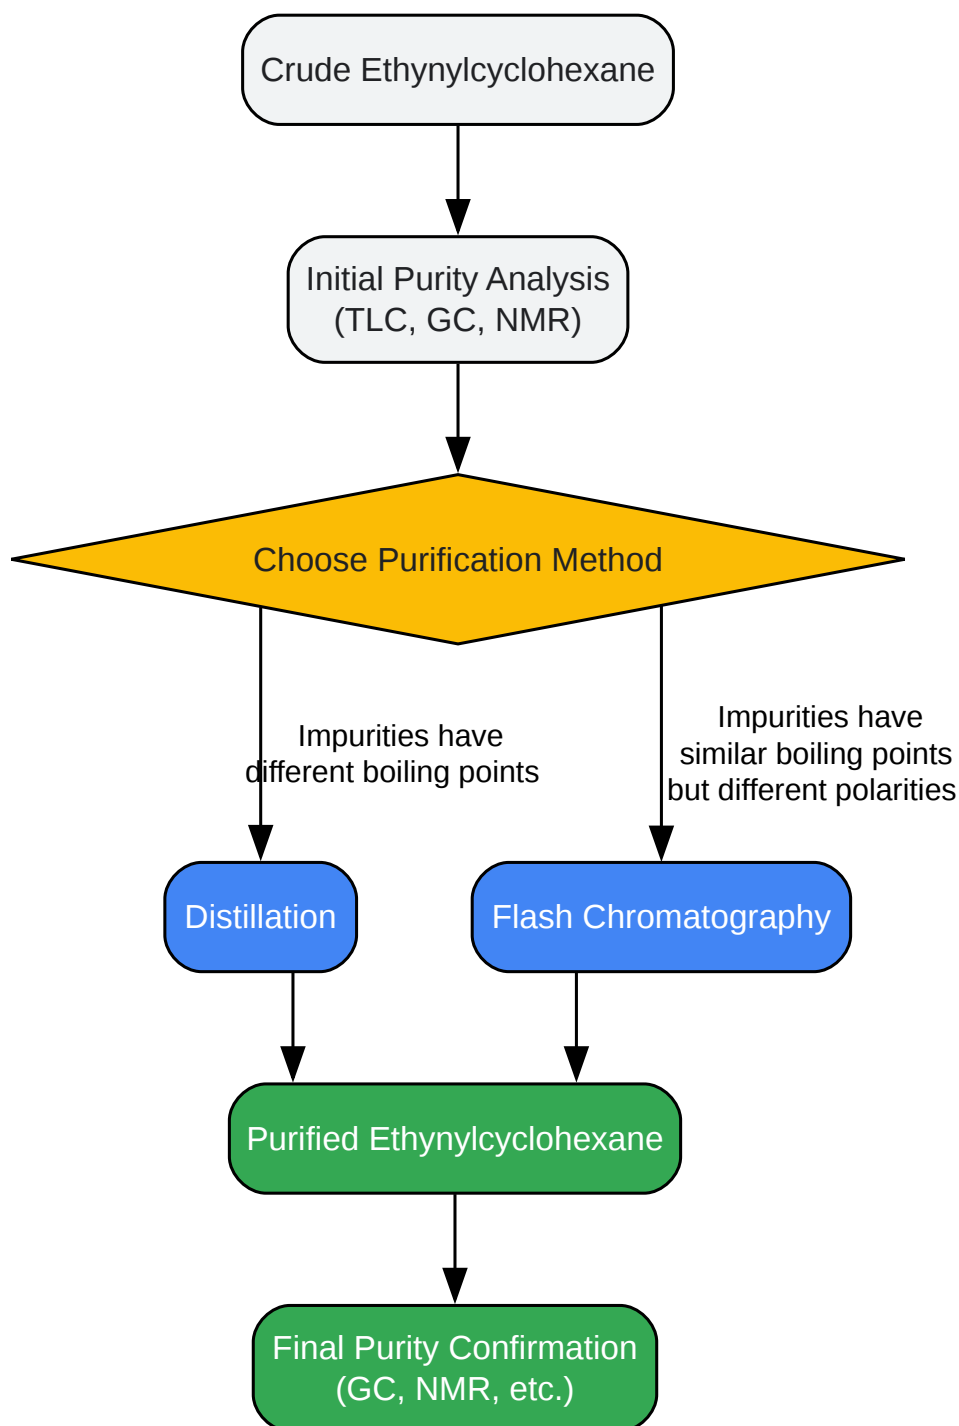 Crude Ethynylcyclohexane
Initial Purity Analysis
(TLC, GC, NMR)
Choose Purification Method
Impurities have
different boiling points
Impurities have
similar boiling points
but different polarities
Distillation
Flash Chromatography
Purified Ethynylcyclohexane
Final Purity Confirmation
(GC, NMR, etc.)